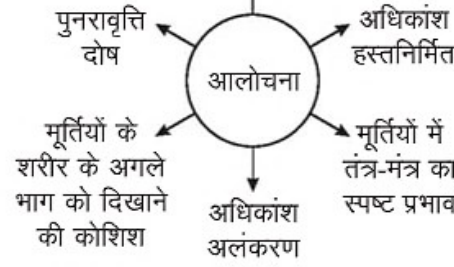 पुनरावृत्ति
दोष
अधिकांश
हस्तनिर्मित
आलोचना
मूर्तियों के
शरीर के अगले
भाग को दिखाने
की कोशिश
मूर्तियों में
तंत्र-मंत्र का
स्पष्ट प्रभाव
अधिकांश
अलंकरण